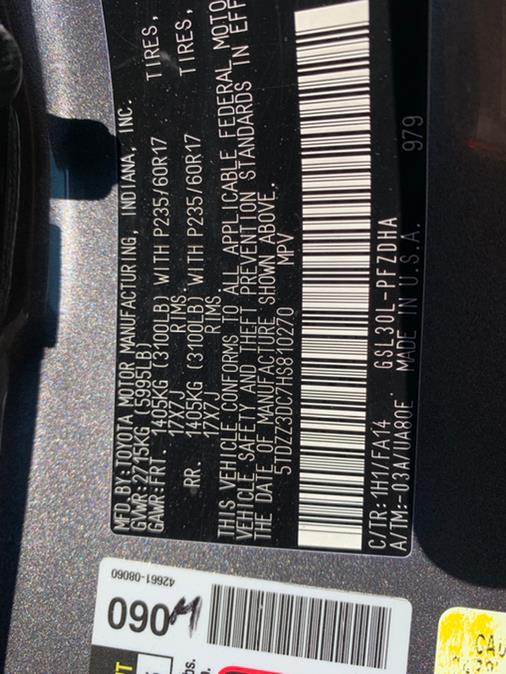 MFD.BY:TOYOTA MOTOR MANUFACTURING, INDIANA, INC.
GVWR:2715KG (5995LB)
GAWR:FRT. 1405KG (3100LB) WITH P235/60R17 TIRES,
17X7J RIMS
RR. 1405KG (3100LB) WITH P235/60R17 TIRES,
17X7J RIMS
THIS VEHICLE CONFORMS TO ALL APPLICABLE FEDERAL MOTO
VEHICLE SAFETY AND THEFT PREVENTION STANDARDS IN EFF
THE DATE OF MANUFACTURE SHOWN ABOVE.
5TDZZ3DC7HS810270 MPV
C/TR:1H1/FA14 GSL30L-PFZDHA
A/TM:-03A/UA80E MADE IN U.S.A. 979
42661-08060
060